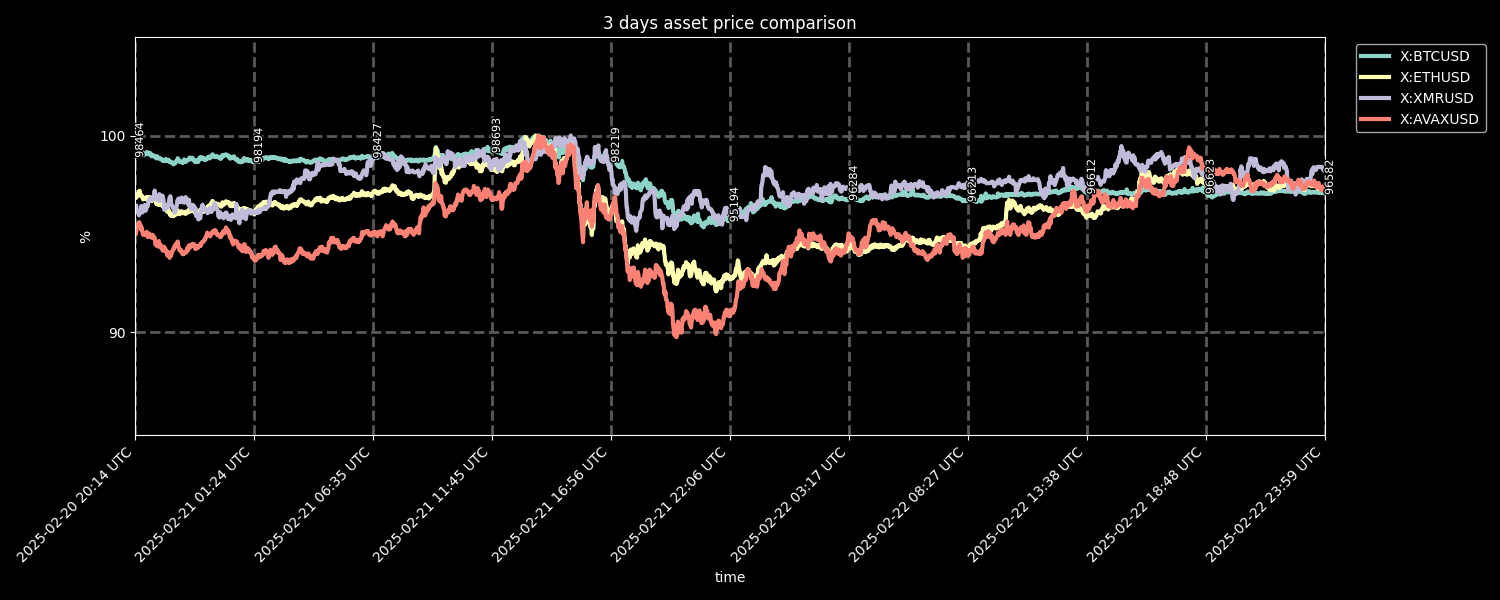 3 days asset price comparison
X:BTCUSD
X:ETHUSD
X:XMRUSD
X:AVAXUSD
100
90
%
98464
98194
98427
98693
98219
95194
96284
96213
96612
96623
96582
2025-02-20 20:14 UTC
2025-02-21 01:24 UTC
2025-02-21 06:35 UTC
2025-02-21 11:45 UTC
2025-02-21 16:56 UTC
2025-02-21 22:06 UTC
2025-02-22 03:17 UTC
2025-02-22 08:27 UTC
2025-02-22 13:38 UTC
2025-02-22 18:48 UTC
2025-02-22 23:59 UTC
time